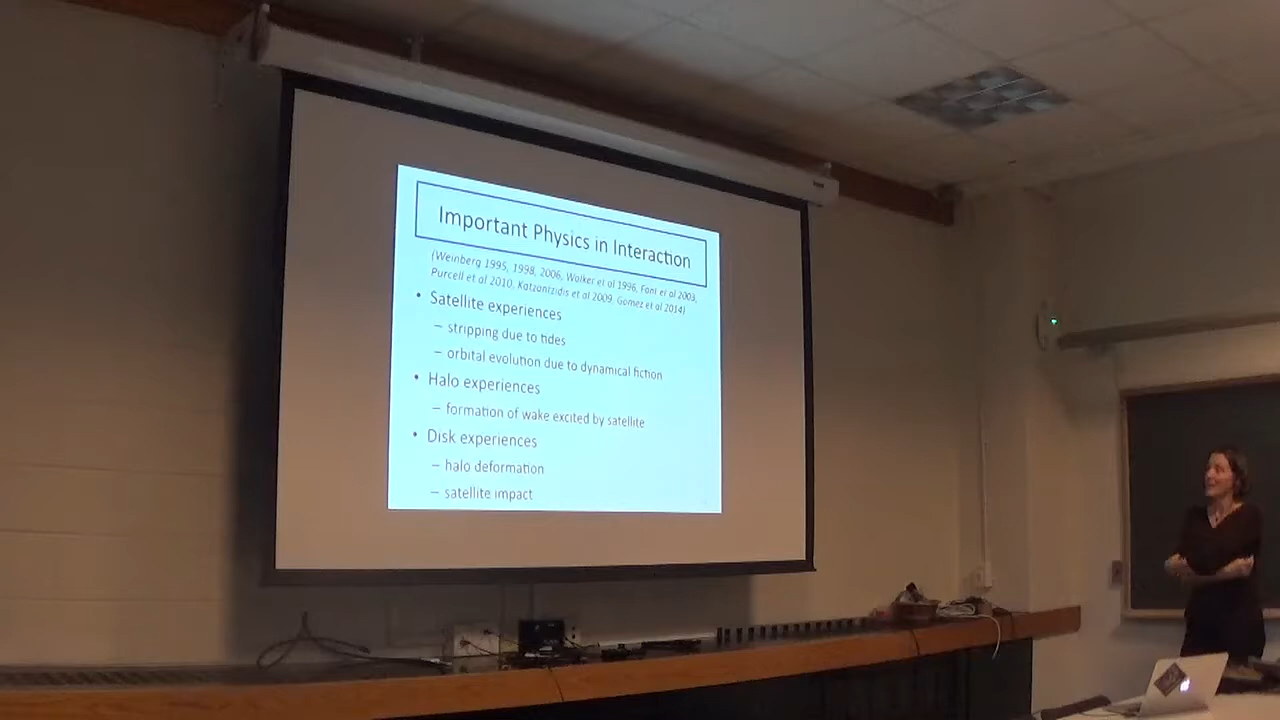 Important Physics in Interaction
(Weinberg 1995, 1998, 2006, Walker et al 1996, Font et al 2003,
Purcell et al 2010, Katzantzidis et al 2009, Gomez et al 2014)
• Satellite experiences
– stripping due to tides
– orbital evolution due to dynamical fiction
• Halo experiences
– formation of wake excited by satellite
• Disk experiences
– halo deformation
– satellite impact